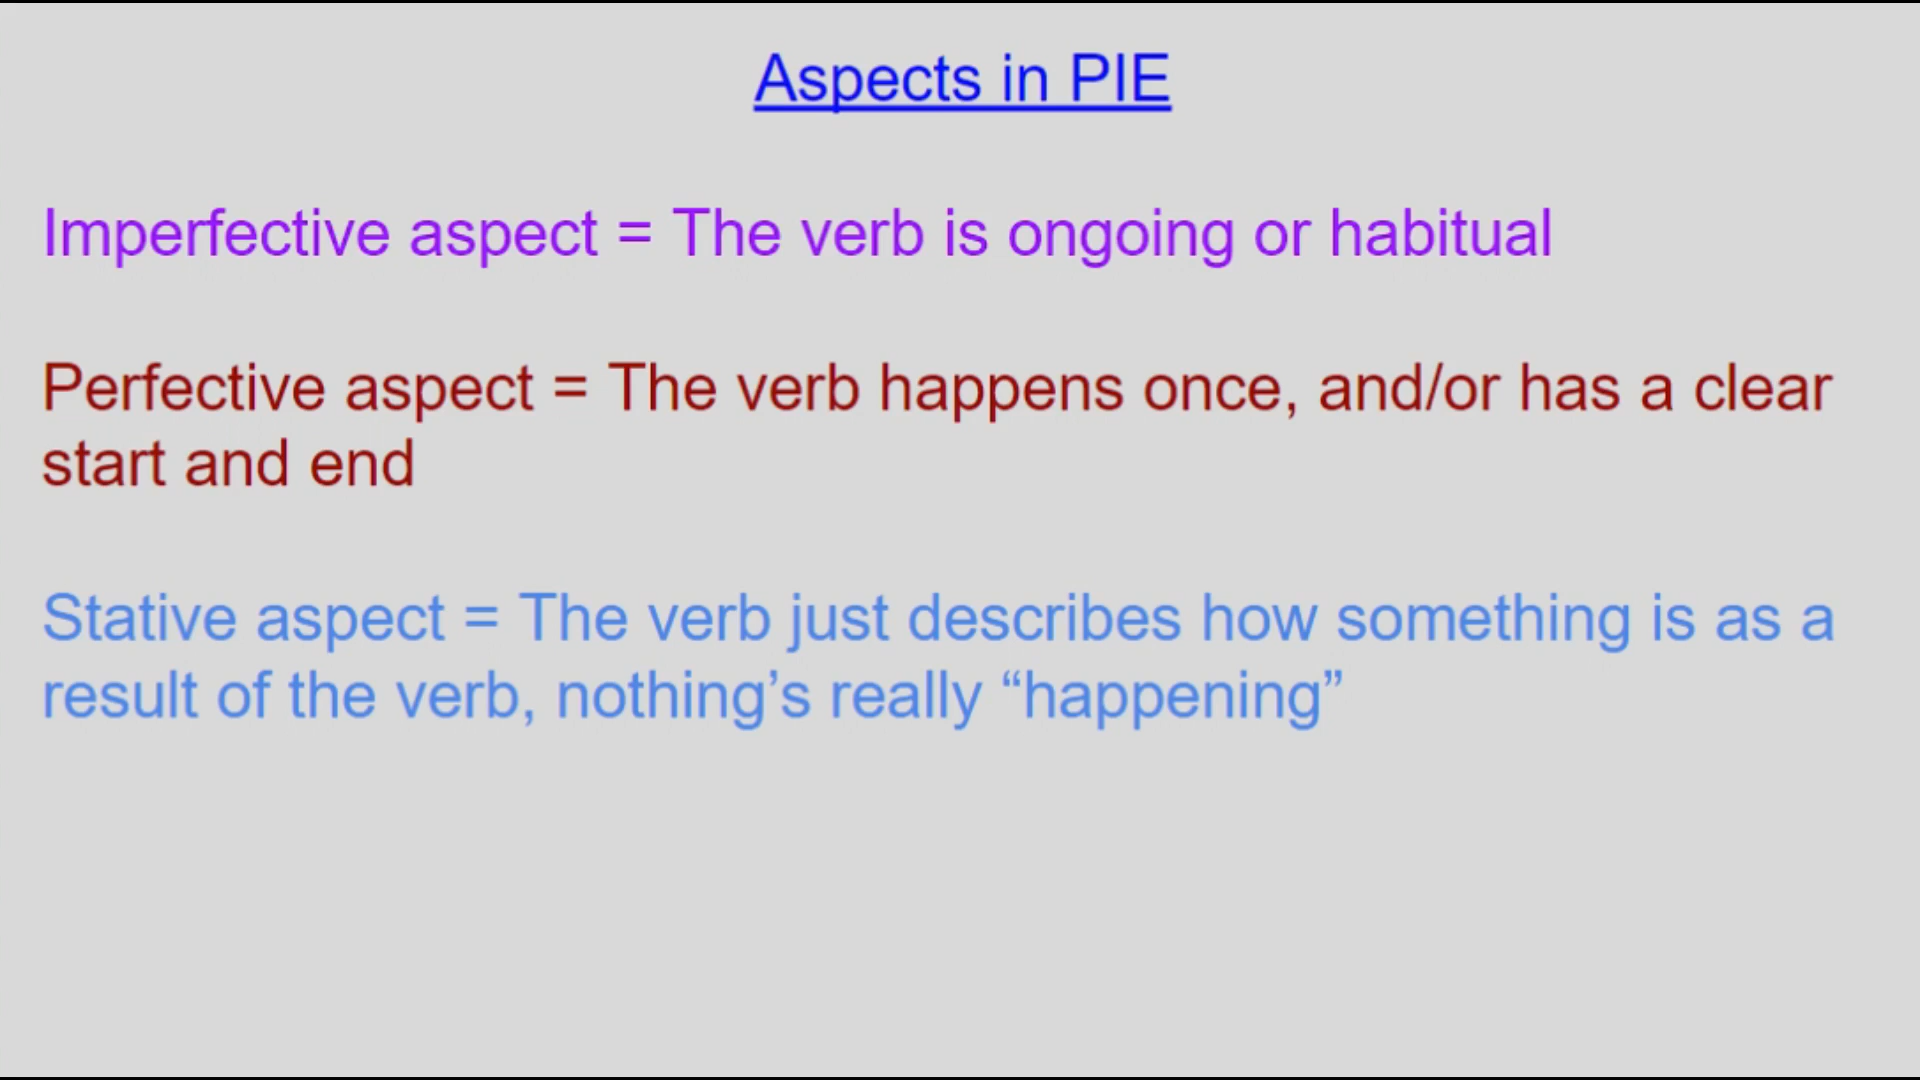 Aspects in PIE
Imperfective aspect = The verb is ongoing or habitual
Perfective aspect = The verb happens once, and/or has a clear
start and end
Stative aspect = The verb just describes how something is as a
result of the verb, nothing’s really “happening”